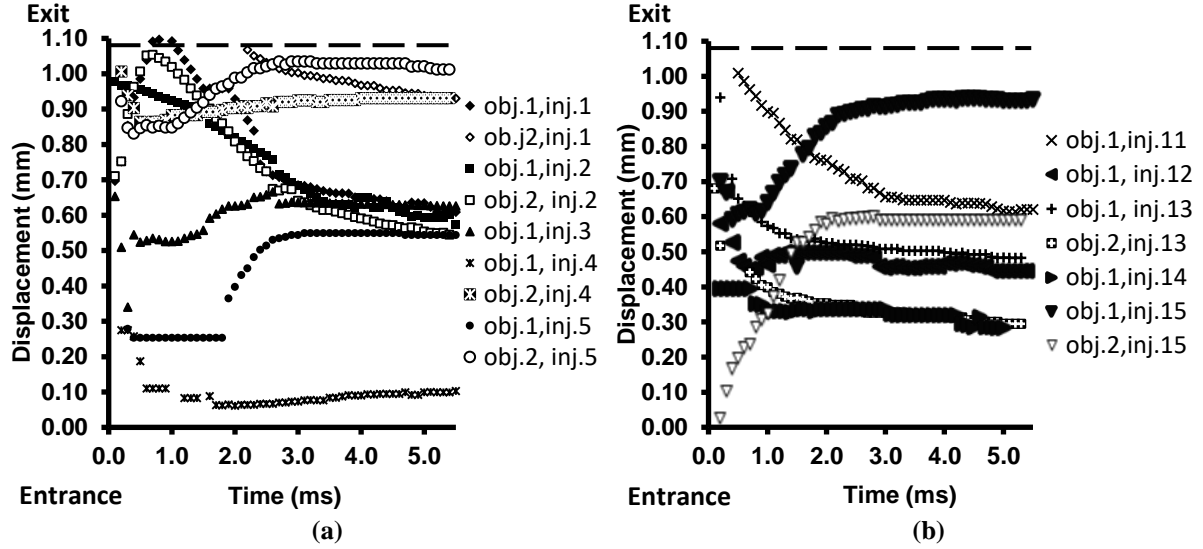 Exit
1.10
1.00
0.90
0.80
0.70
0.60
0.50
0.40
0.30
0.20
0.10
0.00
Displacement (mm)
0.0 1.0 2.0 3.0 4.0 5.0
Entrance Time (ms)
obj.1,inj.1
obj.j2,inj.1
obj.1,inj.2
obj.2, inj.2
obj.1,inj.3
obj.1, inj.4
obj.2,inj.4
obj.1,inj.5
obj.2, inj.5
(a)
Exit
1.10
1.00
0.90
0.80
0.70
0.60
0.50
0.40
0.30
0.20
0.10
0.00
Displacement (mm)
0.0 1.0 2.0 3.0 4.0 5.0
Entrance Time (ms)
obj.1,inj.11
obj.1, inj.12
obj.1, inj.13
obj.2,inj.13
obj.1,inj.14
obj.1,inj.15
obj.2,inj.15
(b)